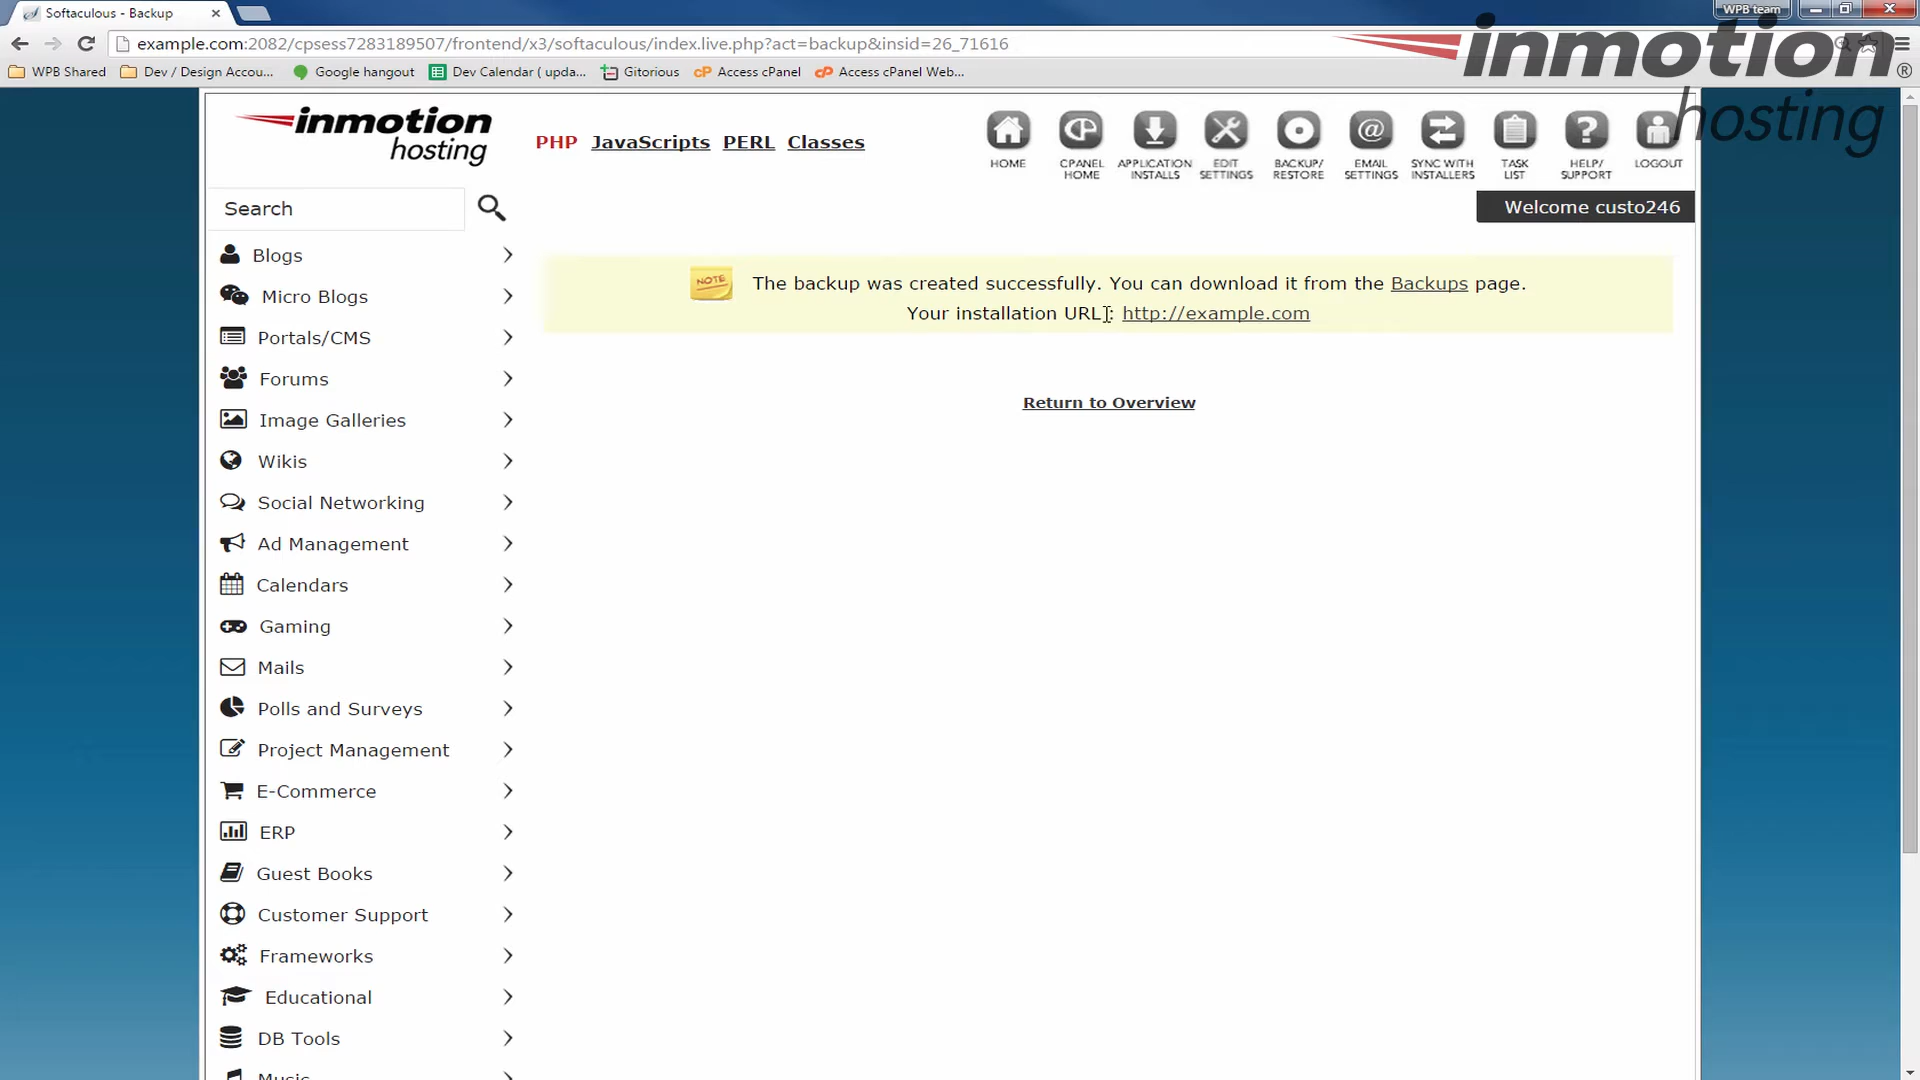 Softaculous - Backup
WPB team
example.com:2082/cpsess7283189507/frontend/x3/softaculous/index.live.php?act=backup&insid=26_71616
WPB Shared
Dev / Design Accou...
Google hangout
Dev Calendar ( upda...
Gitorious
cP Access cPanel
cP Access cPanel Web...
inmotion®
hosting
inmotion
hosting
PHP JavaScripts PERL Classes
HOME
CPANEL
HOME
APPLICATION
INSTALLS
EDIT
SETTINGS
BACKUP/
RESTORE
EMAIL
SETTINGS
SYNC WITH
INSTALLERS
TASK
LIST
HELP/
SUPPORT
LOGOUT
Search
Welcome custo246
NOTE
The backup was created successfully. You can download it from the Backups page.
Your installation URL : http://example.com
Return to Overview
Blogs
Micro Blogs
Portals/CMS
Forums
Image Galleries
Wikis
Social Networking
Ad Management
Calendars
Gaming
Mails
Polls and Surveys
Project Management
E-Commerce
ERP
Guest Books
Customer Support
Frameworks
Educational
DB Tools
Music